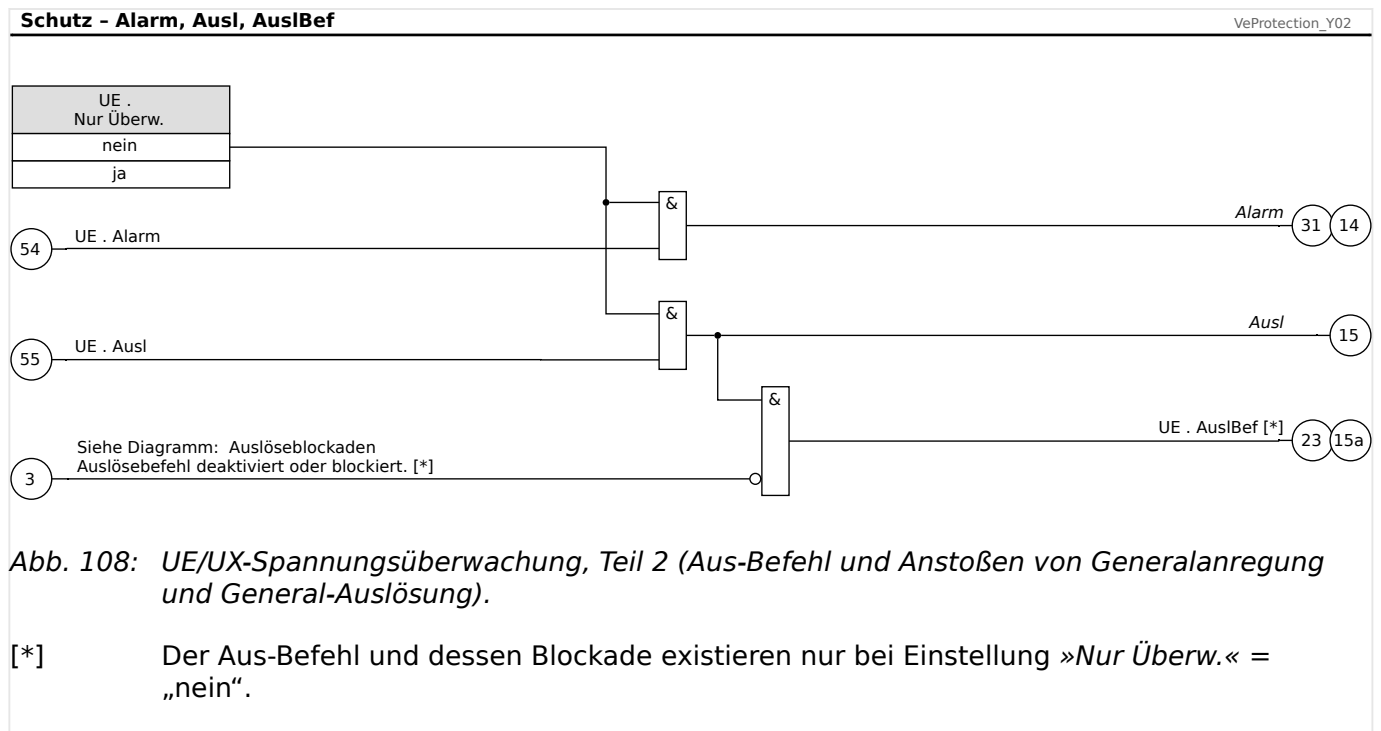 Schutz – Alarm, Ausl, AuslBef
VeProtection_Y02
UE .
Nur Überw.
nein
ja
&
Alarm
31
14
54
UE . Alarm
&
Ausl
15
55
UE . Ausl
&
UE . AuslBef [*]
23
15a
Siehe Diagramm: Auslöseblockaden
Auslösebefehl deaktiviert oder blockiert. [*]
3
Abb. 108: UE/UX-Spannungsüberwachung, Teil 2 (Aus-Befehl und Anstoßen von Generalanregung
und General-Auslösung).
[*] Der Aus-Befehl und dessen Blockade existieren nur bei Einstellung »Nur Überw.« =
„nein“.